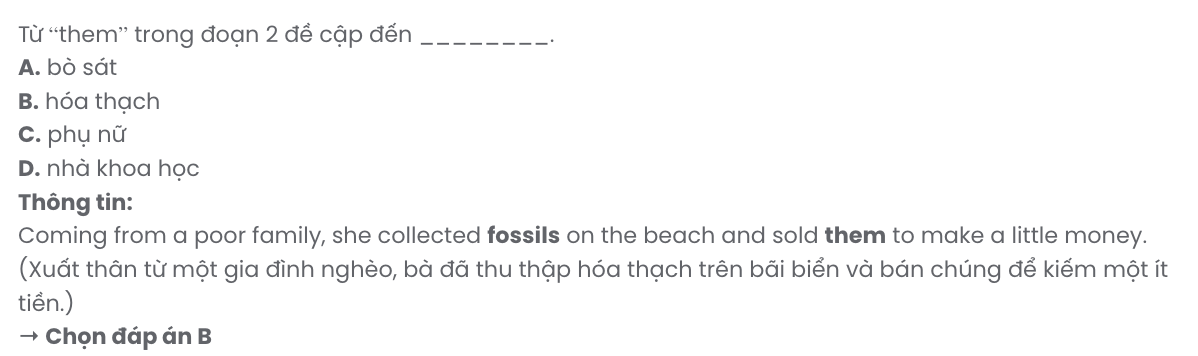 Từ “them” trong đoạn 2 đề cập đến ________.
A. bò sát
B. hóa thạch
C. phụ nữ
D. nhà khoa học
Thông tin:
Coming from a poor family, she collected fossils on the beach and sold them to make a little money.
(Xuất thân từ một gia đình nghèo, bà đã thu thập hóa thạch trên bãi biển và bán chúng để kiếm một ít
tiền.)
→ Chọn đáp án B